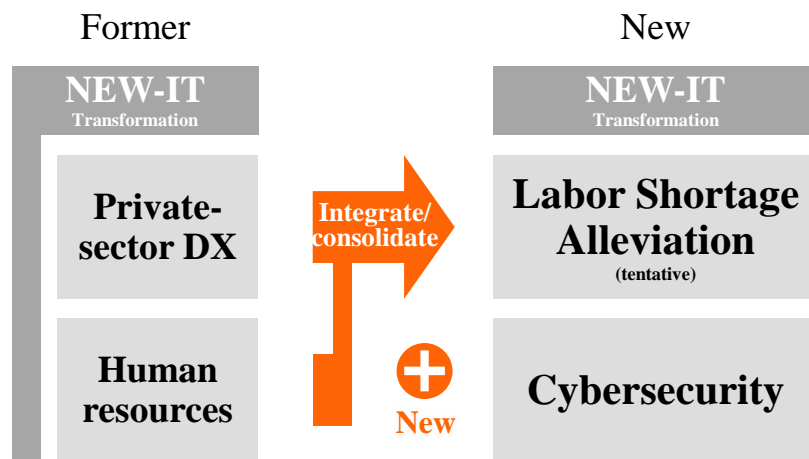 Former
New
NEW-IT
Transformation
NEW-IT
Transformation
Private-
sector DX
Integrate/
consolidate
Labor Shortage
Alleviation
(tentative)
Human
resources
New
Cybersecurity